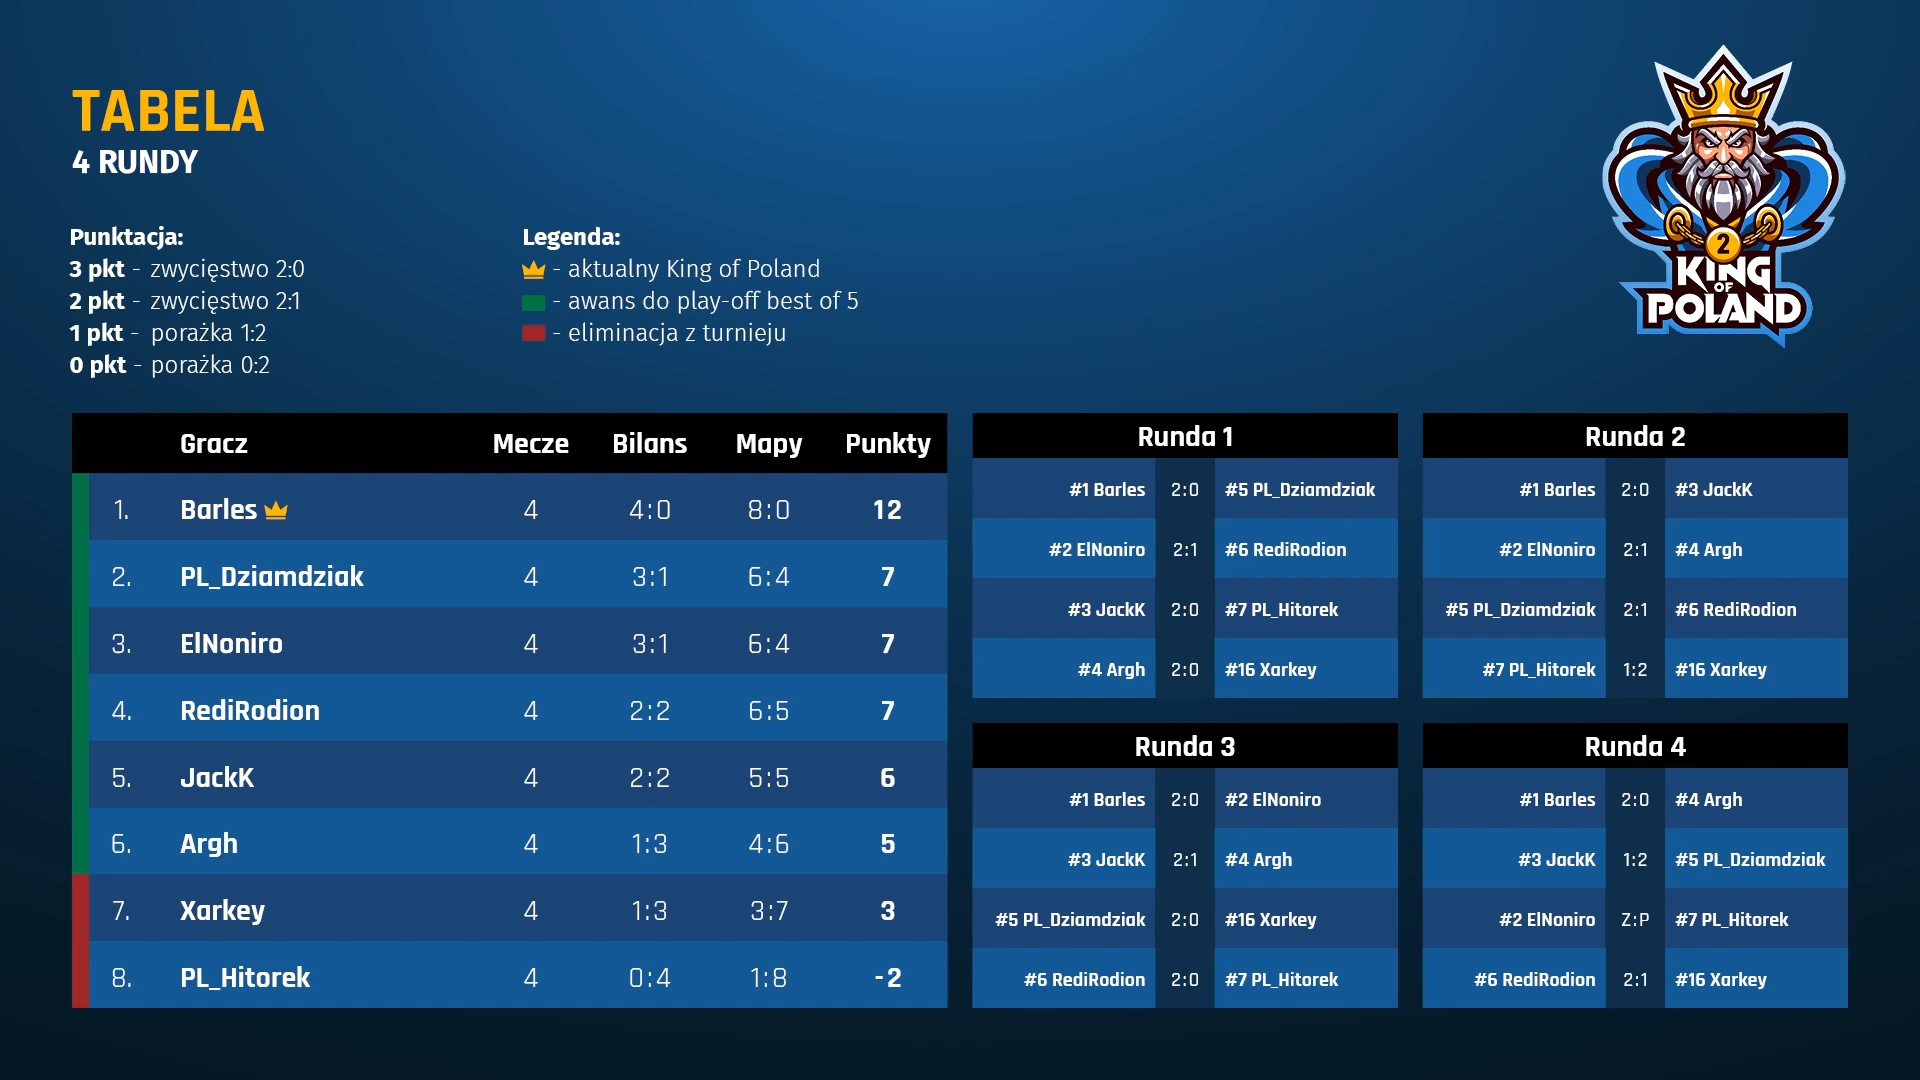 TABELA
4 RUNDY
Punktacja:
3 pkt - zwycięstwo 2:0
2 pkt - zwycięstwo 2:1
1 pkt - porażka 1:2
0 pkt - porażka 0:2
Legenda:
- aktualny King of Poland
- awans do play-off best of 5
- eliminacja z turnieju
2
KING
OF
POLAND
Gracz Mecze Bilans Mapy Punkty
1. Barles 4 4:0 8:0 12
2. PL_Dziamdziak 4 3:1 6:4 7
3. ElNoniro 4 3:1 6:4 7
4. RediRodion 4 2:2 6:5 7
5. JackK 4 2:2 5:5 6
6. Argh 4 1:3 4:6 5
7. Xarkey 4 1:3 3:7 3
8. PL_Hitorek 4 0:4 1:8 -2
Runda 1
#1 Barles 2:0 #5 PL_Dziamdziak
#2 ElNoniro 2:1 #6 RediRodion
#3 JackK 2:0 #7 PL_Hitorek
#4 Argh 2:0 #16 Xarkey
Runda 2
#1 Barles 2:0 #3 JackK
#2 ElNoniro 2:1 #4 Argh
#5 PL_Dziamdziak 2:1 #6 RediRodion
#7 PL_Hitorek 1:2 #16 Xarkey
Runda 3
#1 Barles 2:0 #2 ElNoniro
#3 JackK 2:1 #4 Argh
#5 PL_Dziamdziak 2:0 #16 Xarkey
#6 RediRodion 2:0 #7 PL_Hitorek
Runda 4
#1 Barles 2:0 #4 Argh
#3 JackK 1:2 #5 PL_Dziamdziak
#2 ElNoniro Z:P #7 PL_Hitorek
#6 RediRodion 2:1 #16 Xarkey